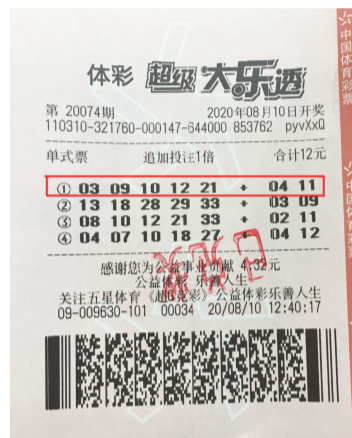 体彩 超级大乐透
第 20074期 2020年08月10日开奖
110310-321760-000147-644000 853762 pyvXxQ
单式票 追加投注1倍 合计12元
① 03 09 10 12 21 + 04 11
② 13 18 28 29 33 + 03 09
③ 08 10 12 21 33 + 02 11
④ 04 07 10 18 27 + 04 12
感谢您为公益事业贡献 4.32元
公益体彩 乐善人生
关注五星体育《超G竞彩》公益体彩乐善人生
09-009630-101 00034 20/08/10 12:40:17
中国体育彩票